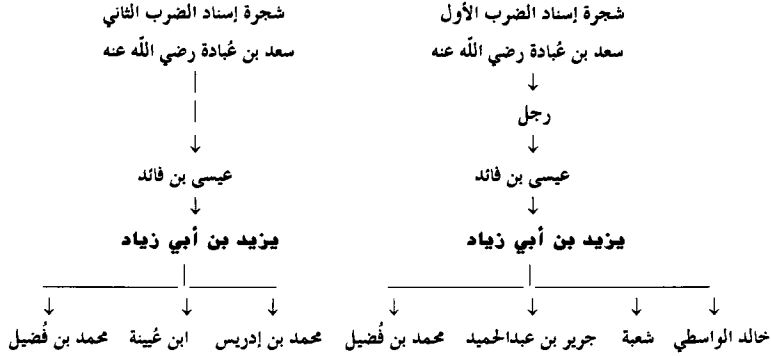 شجرة إسناد الضرب الأول شجرة إسناد الضرب الثاني
سعد بن عُبادة رضي اللّه عنه سعد بن عُبادة رضي اللّه عنه
رجل
عيسى بن فائد عيسى بن فائد
يزيد بن أبي زياد يزيد بن أبي زياد
خالد الواسطي شعبة جرير بن عبدالحميد محمد بن فُضيل محمد بن إدريس ابن عُيينة محمد بن فُضيل